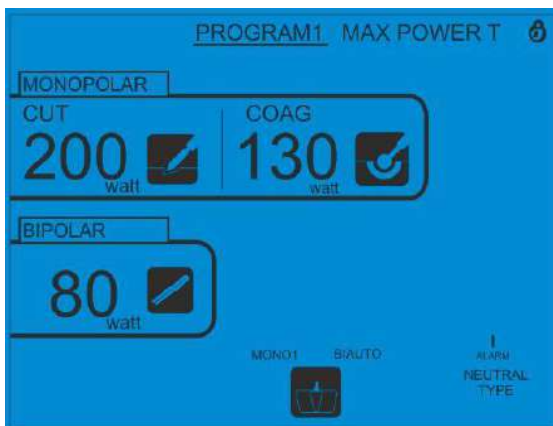 PROGRAM1 MAX POWER T
MONOPOLAR
CUT COAG
200 watt 130 watt
BIPOLAR
80 watt
MONO1 BIAUTO
ALARM
NEUTRAL
TYPE